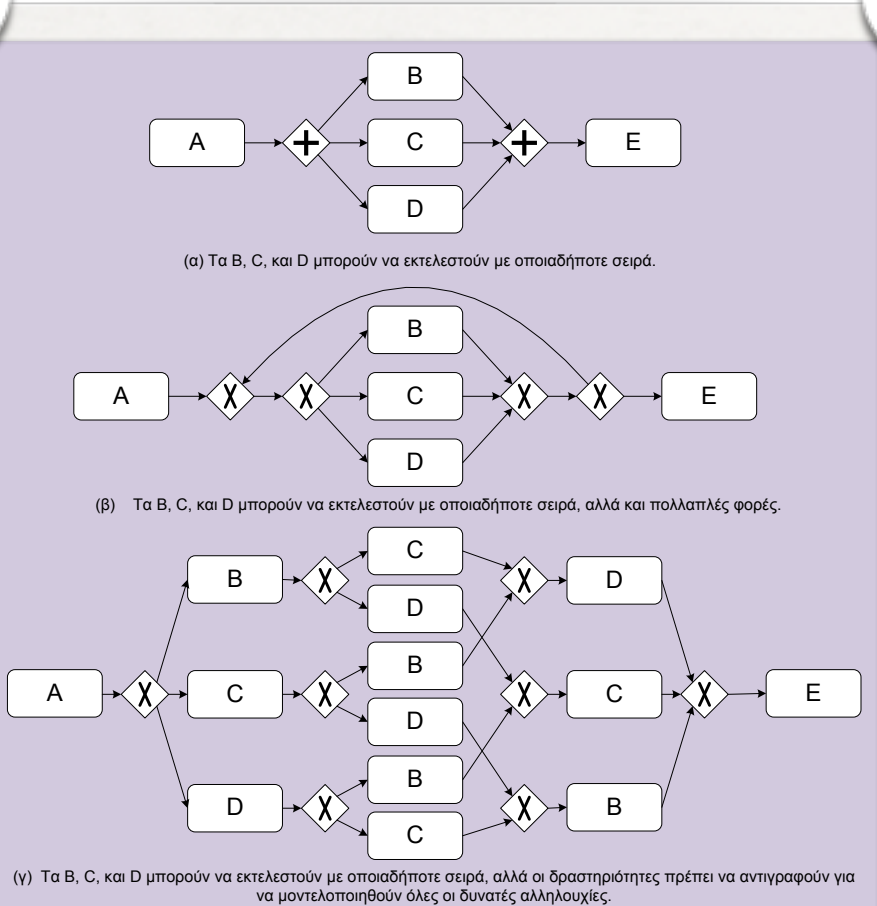 B
A
C
E
D
(α) Τα B, C, και D μπορούν να εκτελεστούν με οποιαδήποτε σειρά.
B
A
X
X
C
X
X
E
D
(β) Τα B, C, και D μπορούν να εκτελεστούν με οποιαδήποτε σειρά, αλλά και πολλαπλές φορές.
C
B
X
X
D
D
B
A
X
C
X
X
C
X
E
D
B
D
X
X
B
C
(γ) Τα B, C, και D μπορούν να εκτελεστούν με οποιαδήποτε σειρά, αλλά οι δραστηριότητες πρέπει να αντιγραφούν για
να μοντελοποιηθούν όλες οι δυνατές αλληλουχίες.